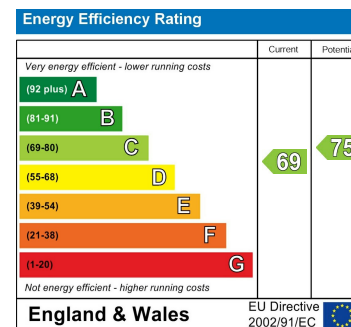 Energy Efficiency Rating
Current Potentia
Very energy efficient - lower running costs
(92 plus) A
(81-91) B
(69-80) C
(55-68) D
(39-54) E
(21-38) F
(1-20) G
69
75
Not energy efficient - higher running costs
England & Wales
EU Directive
2002/91/EC